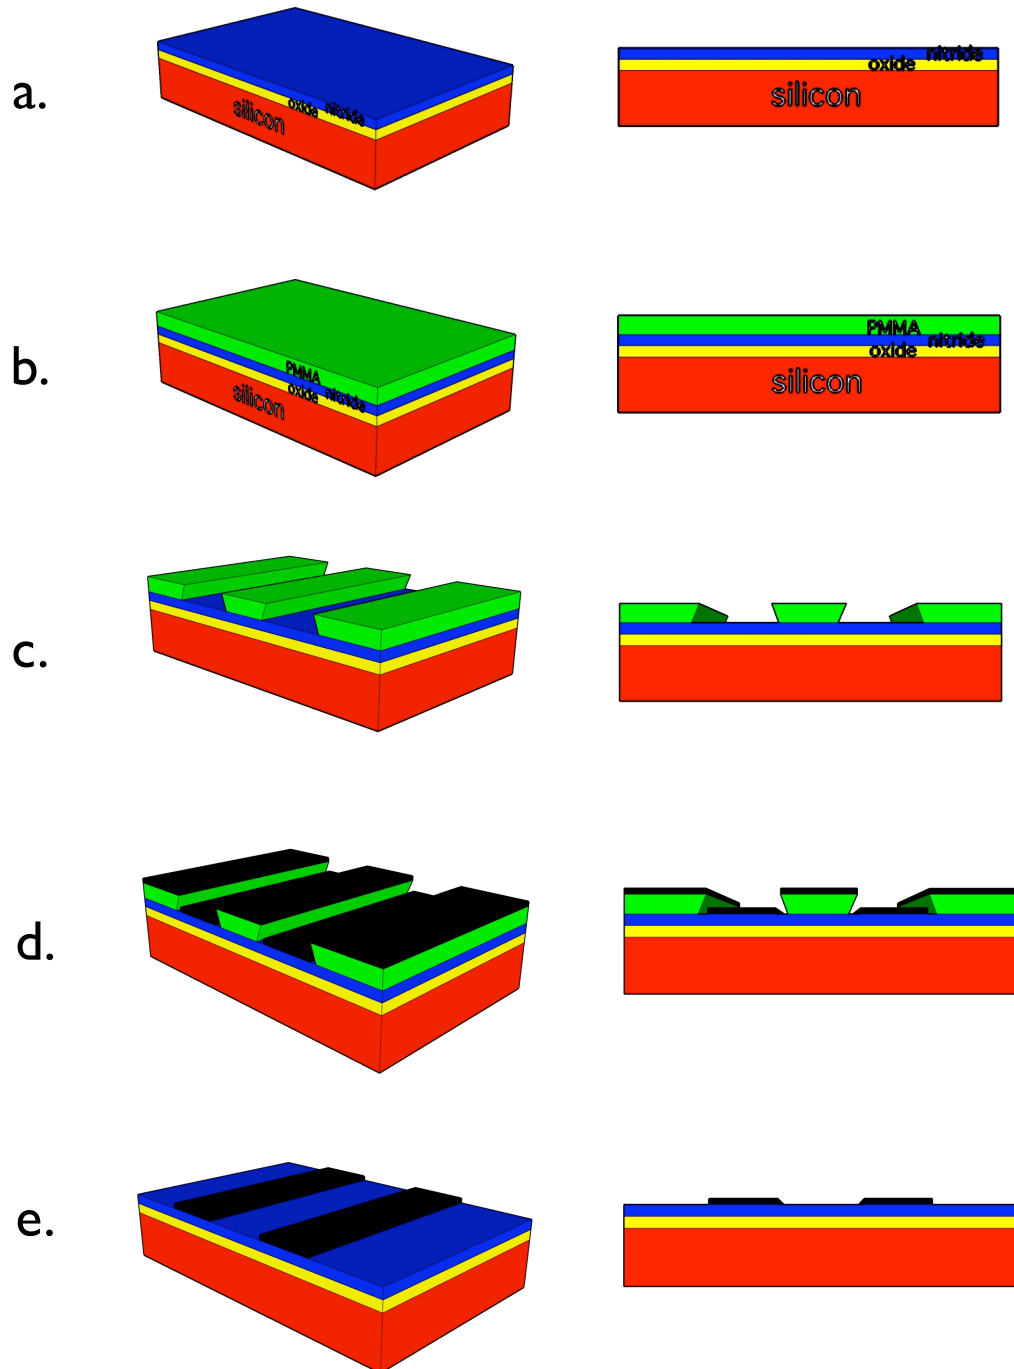 a.
silicon oxide nitride
nitride
oxide
silicon
b.
PMMA
silicon oxide nitride
PMMA
nitride
oxide
silicon
c.
d.
e.